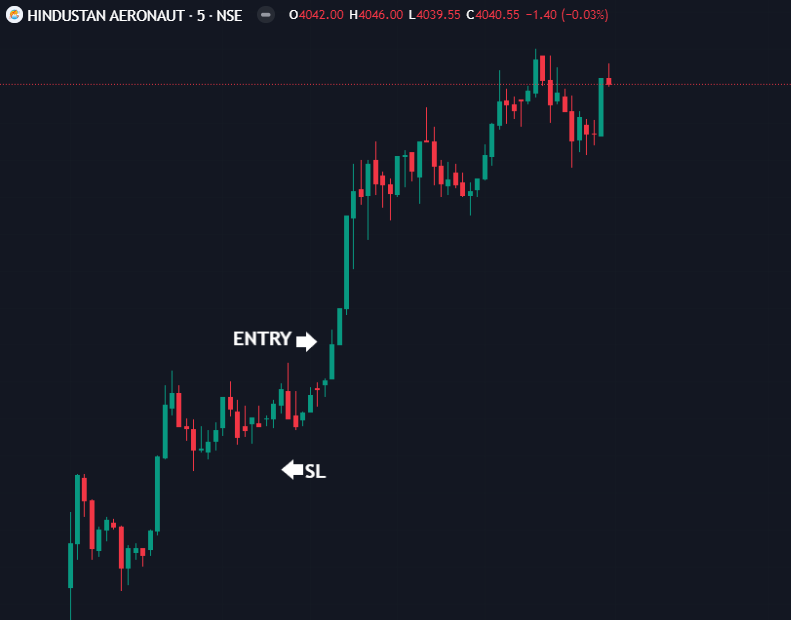 HINDUSTAN AERONAUT · 5 · NSE O4042.00 H4046.00 L4039.55 C4040.55 −1.40 (−0.03%)
ENTRY
SL